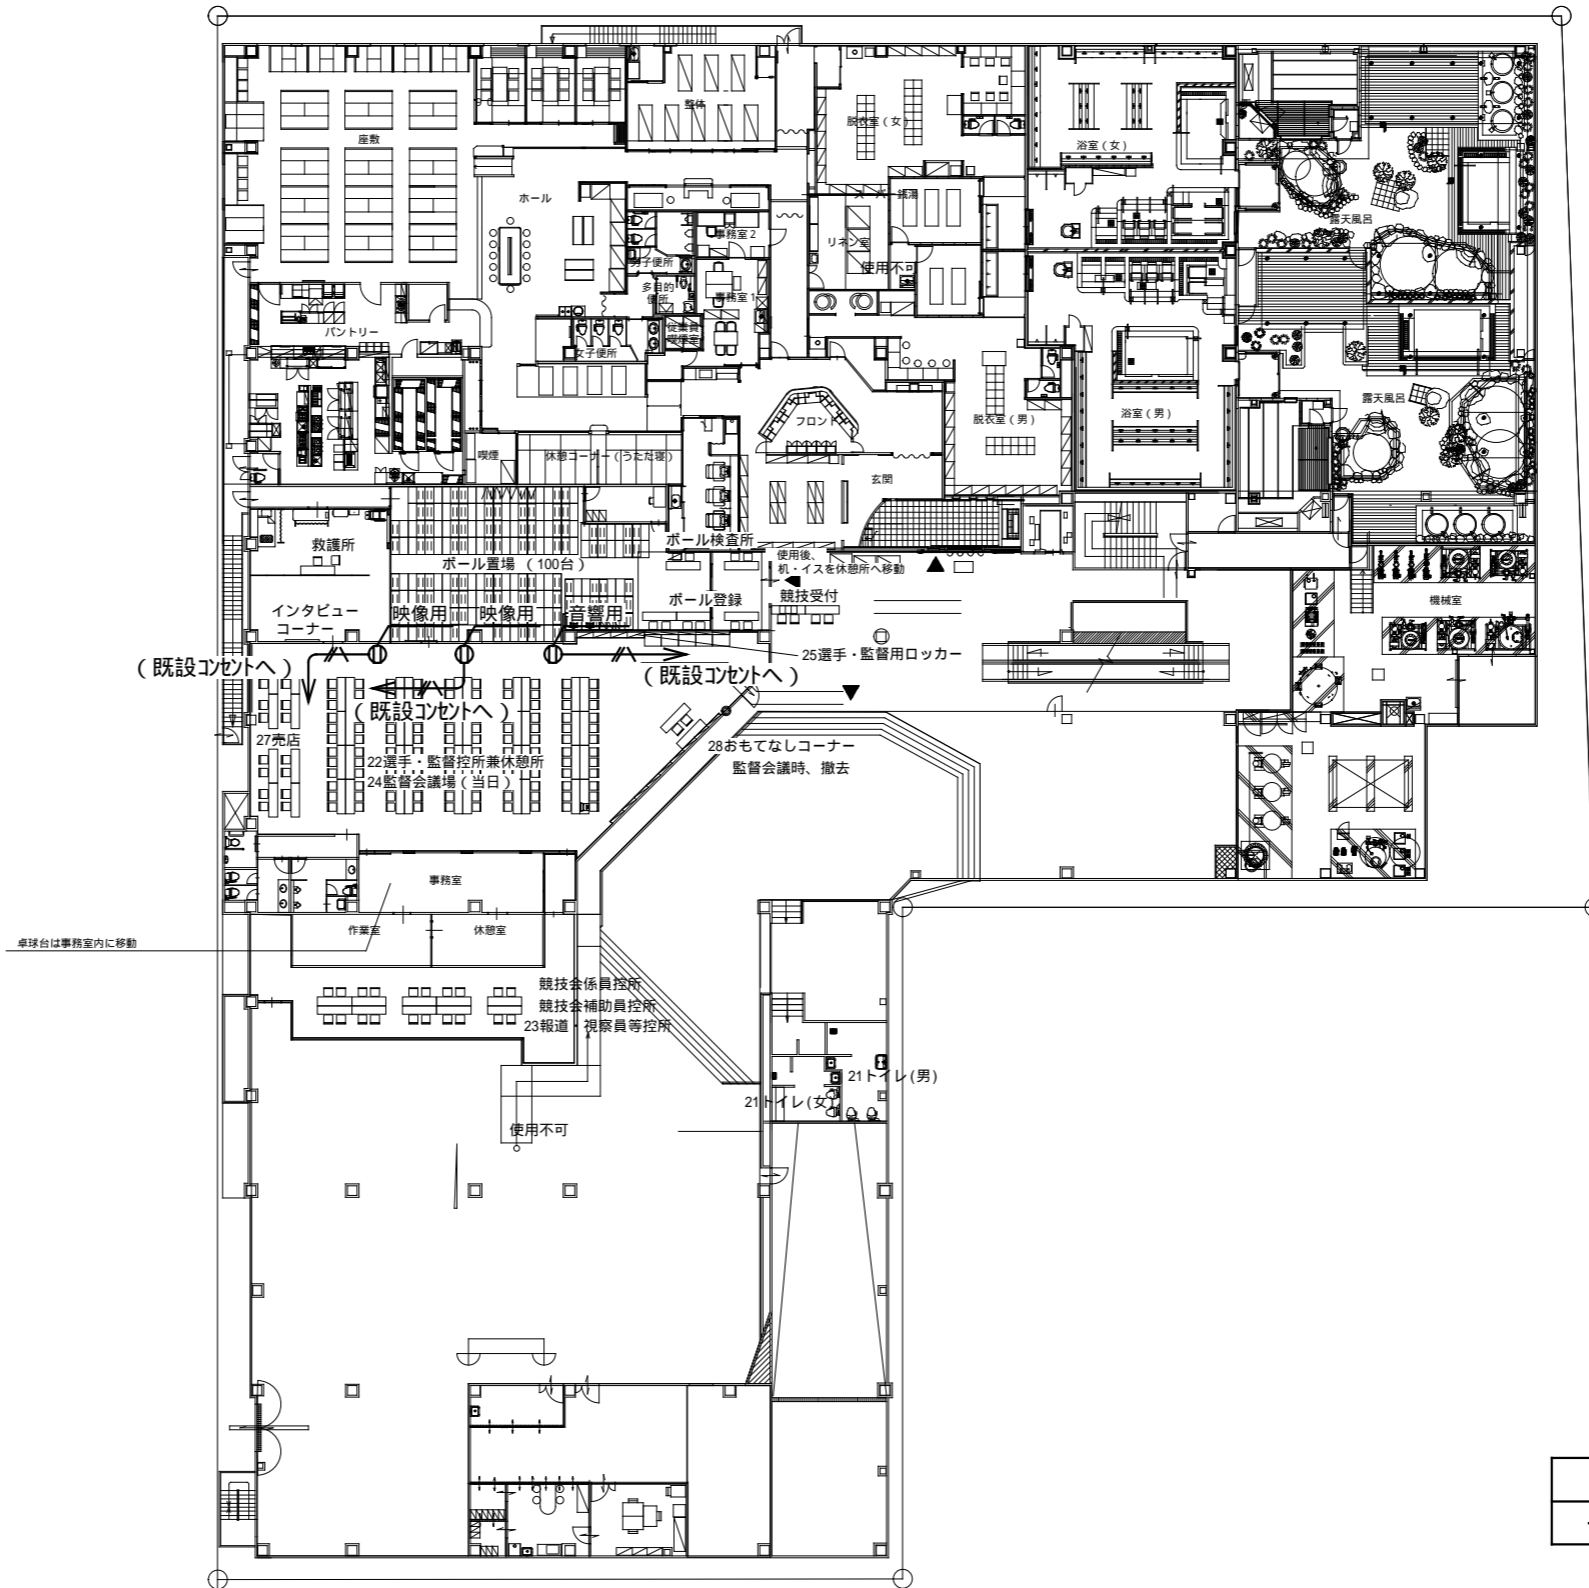 整体
座敷
脱衣室(女)
浴室(女)
ホール
スーパー銭湯
露天風呂
事務室2
リネン室
男子便所
使用不可
多目的
便所
事務室1
パントリー
従業員
喫煙室
女子便所
露天風呂
フロント
脱衣室(男)
浴室(男)
喫煙
休憩コーナー(うたた寝)
玄関
救護所
ボール検査所
ボール置場(100台)
使用後、
机・イスを休憩所へ移動
機械室
インタビュー
コーナー
映像用
映像用
音響用
ボール登録
競技受付
25選手・監督用ロッカー
(既設コンセントへ)
(既設コンセントへ)
(既設コンセントへ)
27売店
22選手・監督控所兼休憩所
24監督会議場(当日)
28おもてなしコーナー
監督会議時、撤去
事務室
作業室
休憩室
卓球台は事務室内に移動
競技会係員控所
競技会補助員控所
23報道・視察員等控所
21トイレ(男)
21トイレ(女)
使用不可